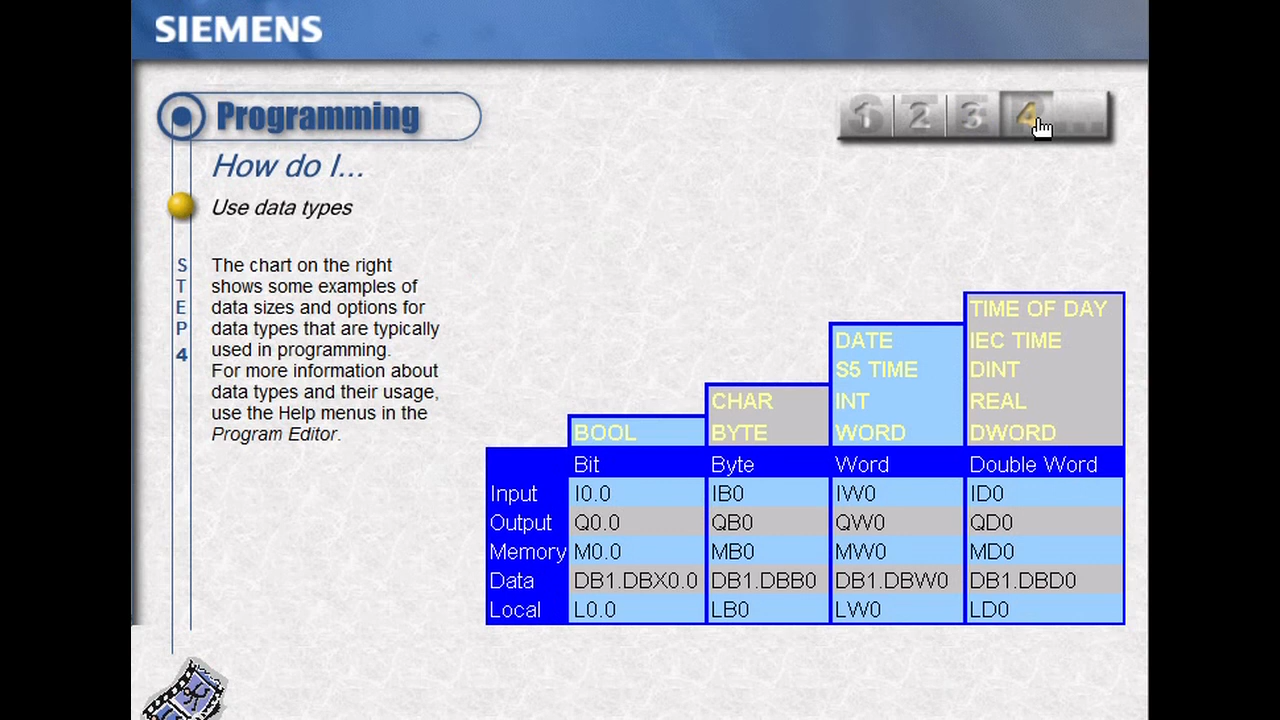 SIEMENS
Programming
1 2 3 4 ...
How do I...
Use data types
STEP 4
The chart on the right
shows some examples of
data sizes and options for
data types that are typically
used in programming.
For more information about
data types and their usage,
use the Help menus in the
Program Editor.
TIME OF DAY
DATE IEC TIME
S5 TIME DINT
CHAR INT REAL
BOOL BYTE WORD DWORD
Bit Byte Word Double Word
Input I0.0 IB0 IW0 ID0
Output Q0.0 QB0 QW0 QD0
Memory M0.0 MB0 MW0 MD0
Data DB1.DBX0.0 DB1.DBB0 DB1.DBW0 DB1.DBD0
Local L0.0 LB0 LW0 LD0